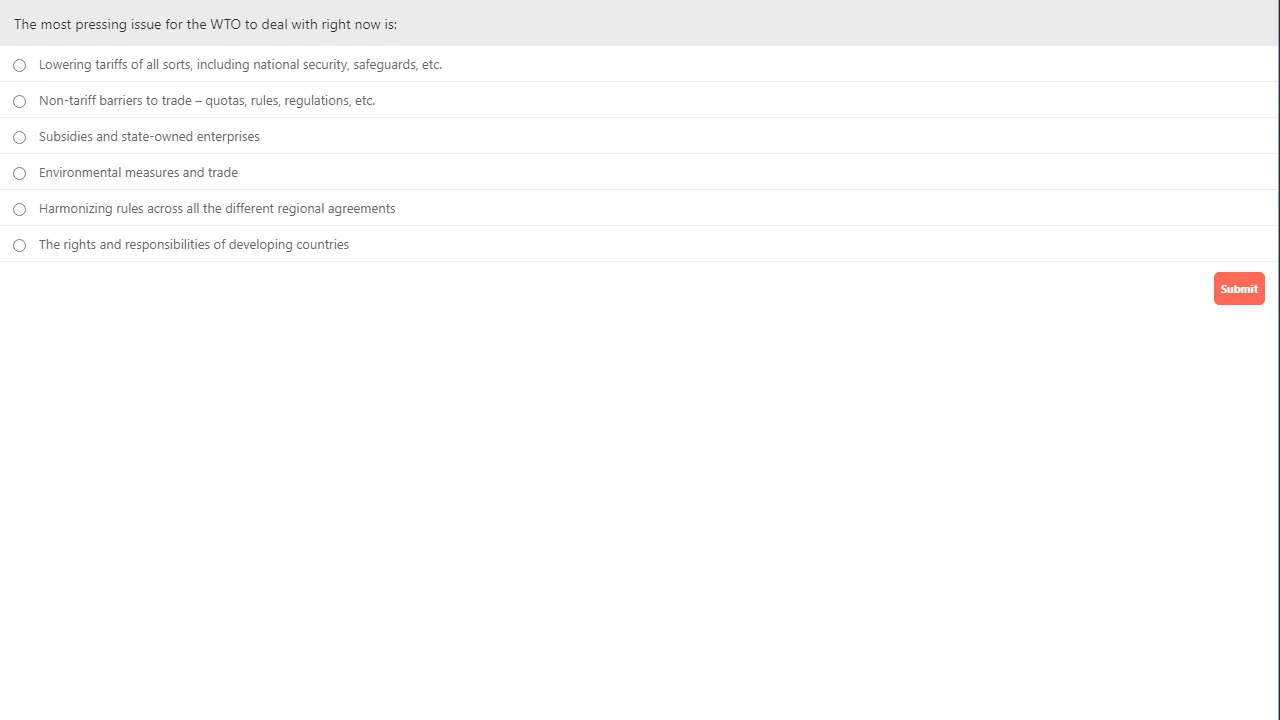 The most pressing issue for the WTO to deal with right now is:
Lowering tariffs of all sorts, including national security, safeguards, etc.
Non-tariff barriers to trade – quotas, rules, regulations, etc.
Subsidies and state-owned enterprises
Environmental measures and trade
Harmonizing rules across all the different regional agreements
The rights and responsibilities of developing countries
Submit